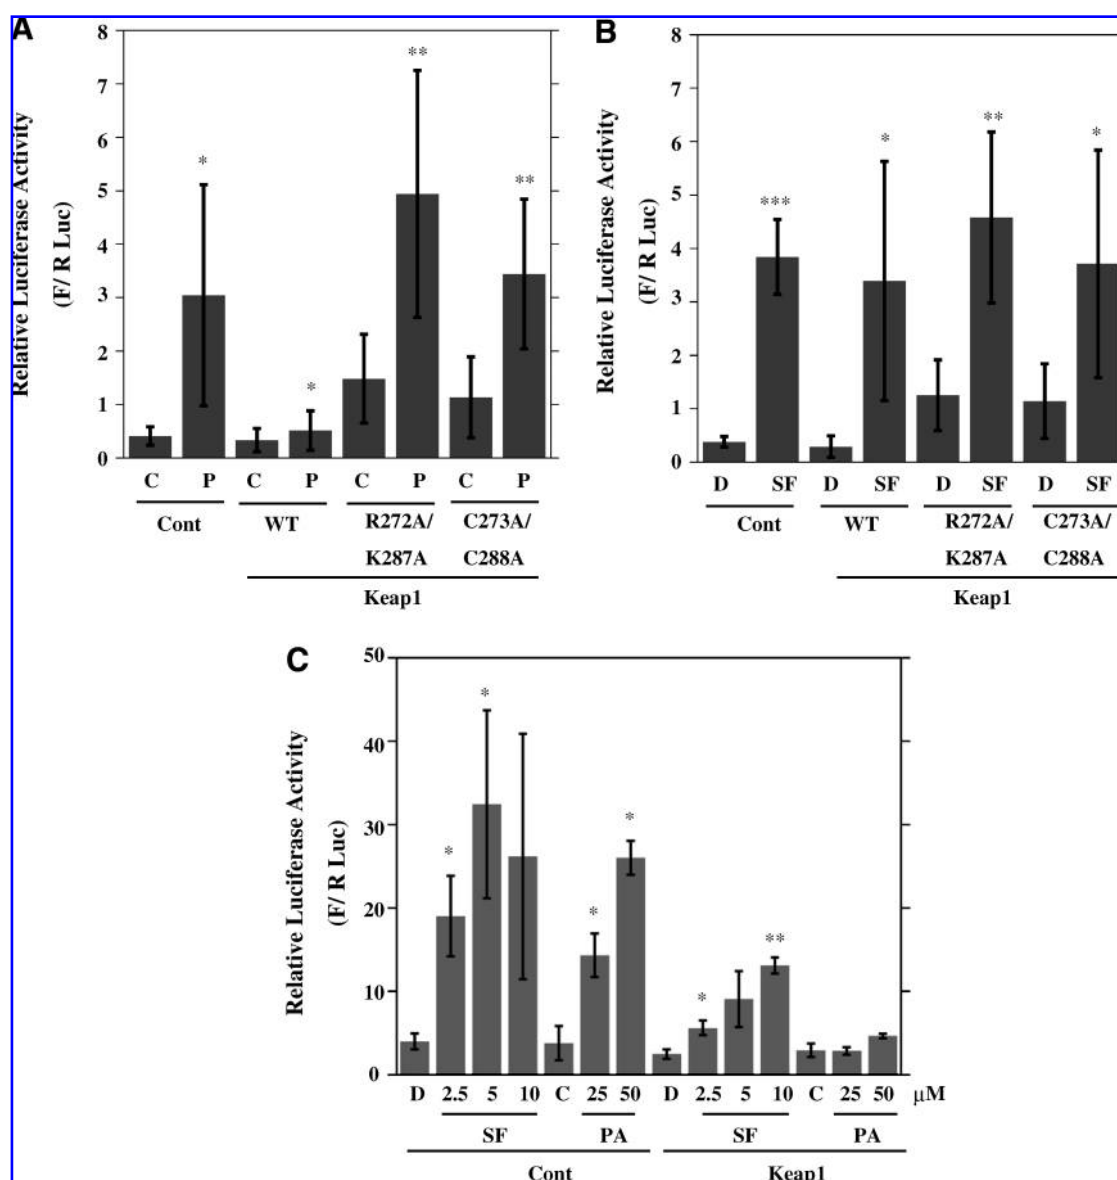 A
Relative Luciferase Activity
(F/ R Luc)
8
7
6
5
4
3
2
1
0
* * ** **
C P C P C P C P
Cont WT R272A/ C273A/
K287A C288A
Keap1
B
Relative Luciferase Activity
(F/ R Luc)
8
7
6
5
4
3
2
1
0
*** * ** *
D SF D SF D SF D SF
Cont WT R272A/ C273A/
K287A C288A
Keap1
C
Relative Luciferase Activity
(F/ R Luc)
50
40
30
20
10
0
* * * * * **
D 2.5 5 10 C 25 50 D 2.5 5 10 C 25 50 μM
SF PA SF PA
Cont Keap1